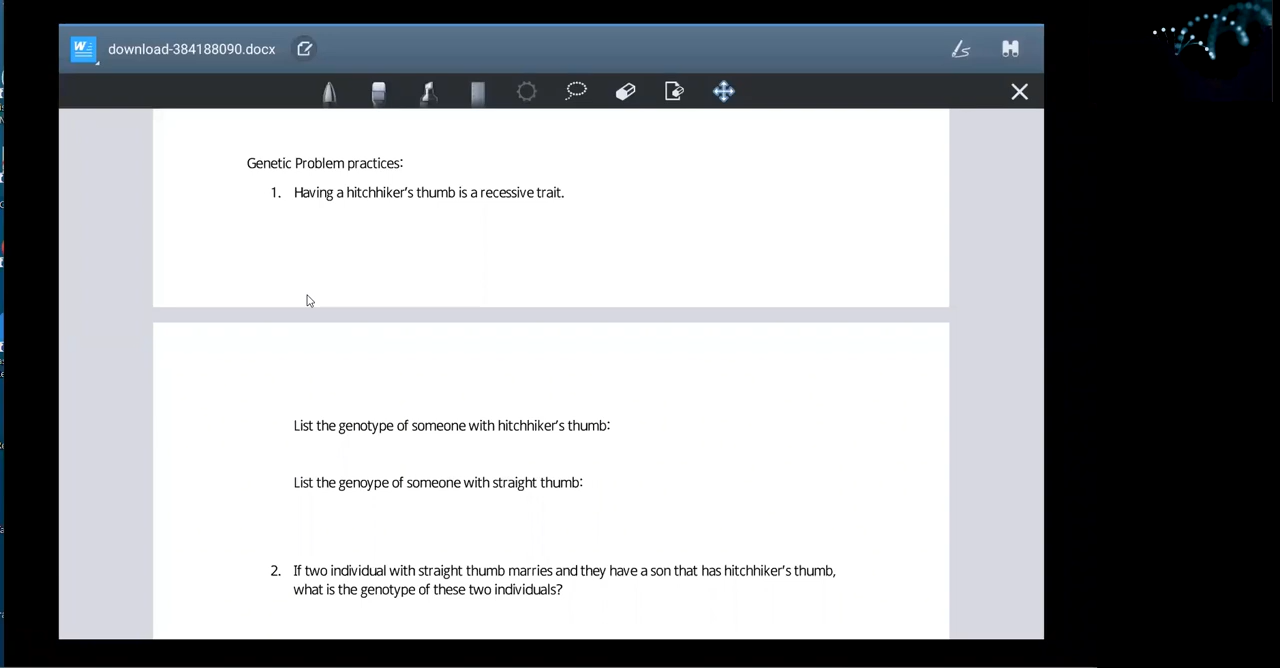 download-384188090.docx
Genetic Problem practices:
1. Having a hitchhiker's thumb is a recessive trait.
List the genotype of someone with hitchhiker's thumb:
List the genoype of someone with straight thumb:
2. If two individual with straight thumb marries and they have a son that has hitchhiker's thumb,
what is the genotype of these two individuals?